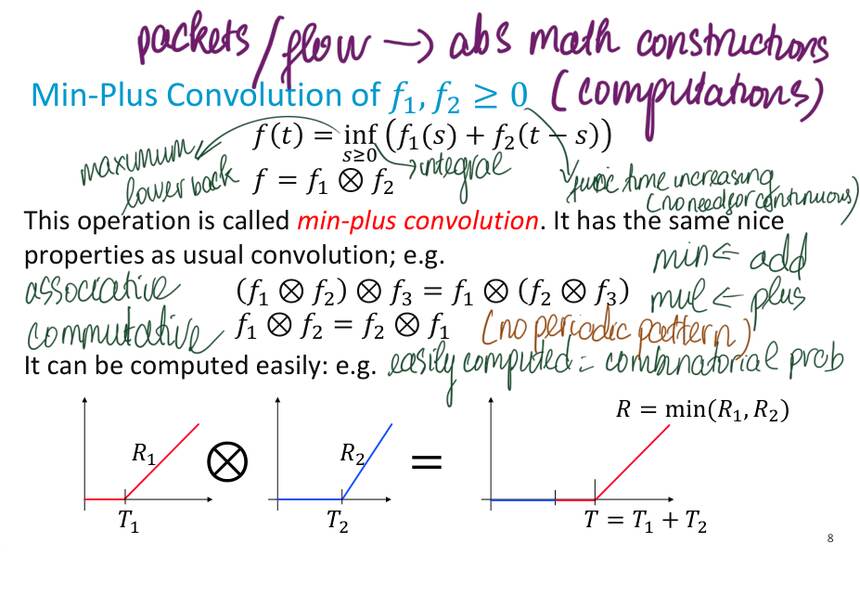 packets/flow → abs math constructions
Min-Plus Convolution of f₁, f₂ ≥ 0 (computations)
f(t) = inf_{s≥0} (f₁(s) + f₂(t − s))
maximum
lower back
→ integral
f = f₁ ⊗ f₂
time increasing
(no need for continuous)
This operation is called min-plus convolution. It has the same nice
properties as usual convolution; e.g.
min ← add
associative (f₁ ⊗ f₂) ⊗ f₃ = f₁ ⊗ (f₂ ⊗ f₃) mul ← plus
commutative f₁ ⊗ f₂ = f₂ ⊗ f₁ (no periodic pattern)
It can be computed easily: e.g. easily computed = combinatorial prob
R = min(R₁, R₂)
R₁ ⊗ R₂ =
T₁ T₂ T = T₁ + T₂
8